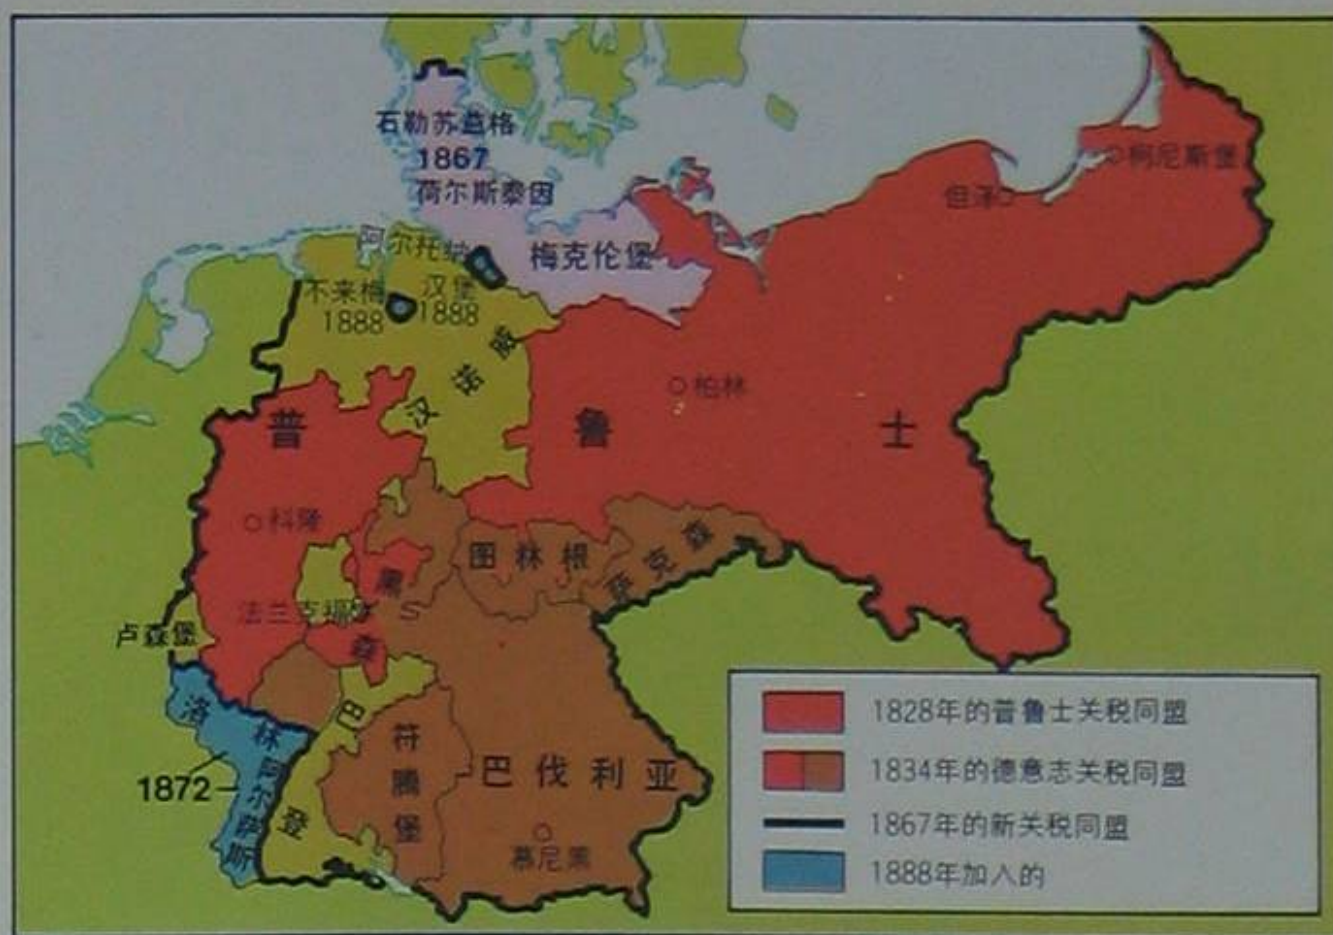 石勒苏益格
1867
荷尔斯泰因
梅克伦堡
柯尼斯堡
但泽
阿尔托纳
不来梅
1888
汉堡
1888
汉诺威
柏林
普鲁士
科隆
图林根
萨克森
黑森
法兰克福
卢森堡
洛林
阿尔萨斯
1872
巴登
符腾堡
巴伐利亚
慕尼黑
1828年的普鲁士关税同盟
1834年的德意志关税同盟
1867年的新关税同盟
1888年加入的